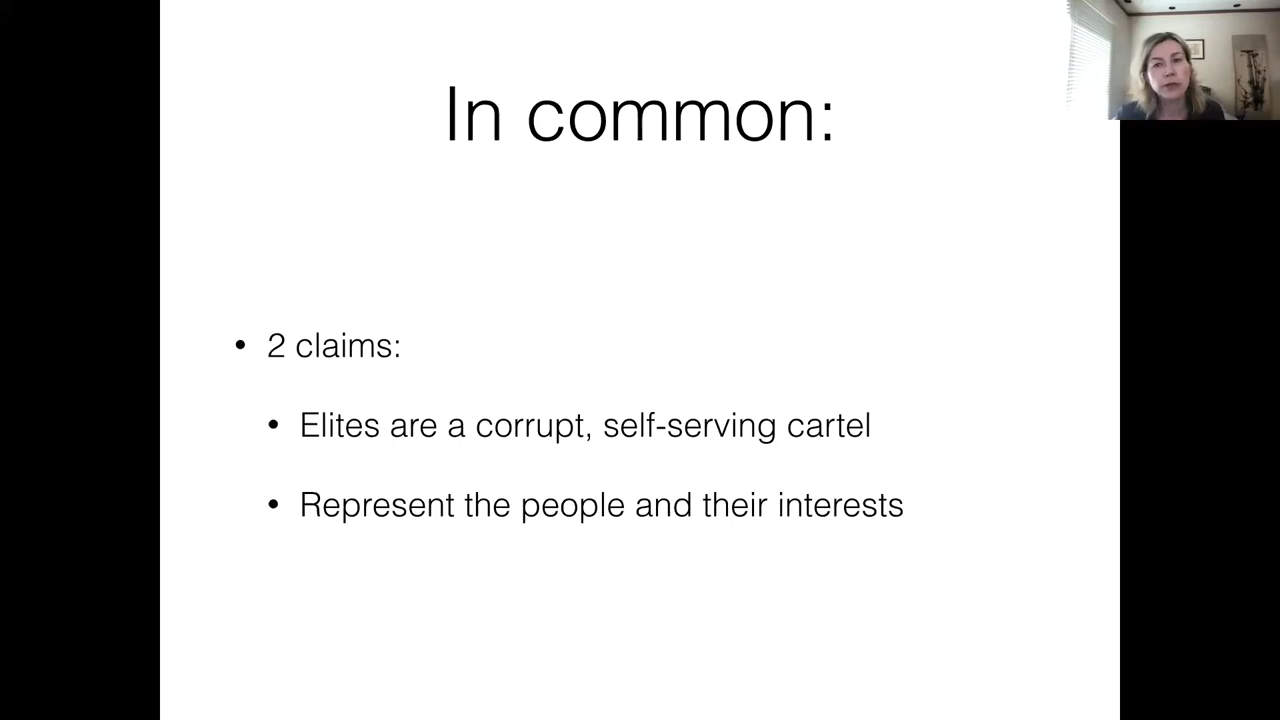 In common:
• 2 claims:
• Elites are a corrupt, self-serving cartel
• Represent the people and their interests